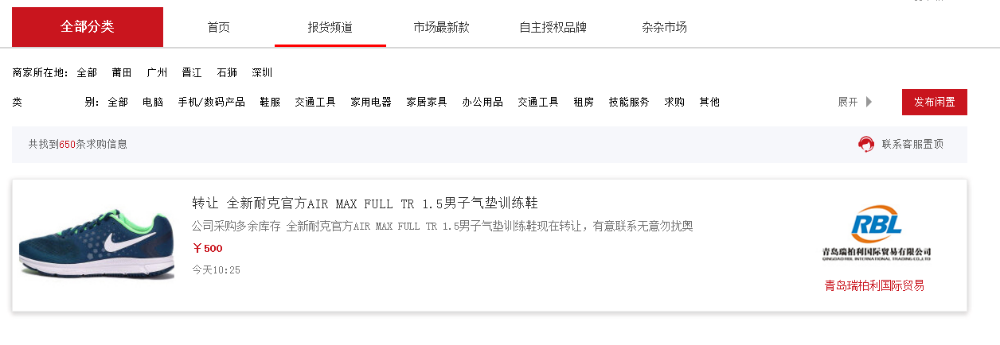 全部分类 首页 报货频道 市场最新款 自主授权品牌 杂杂市场
商家所在地： 全部 莆田 广州 晋江 石狮 深圳
类 别： 全部 电脑 手机/数码产品 鞋服 交通工具 家用电器 家居家具 办公用品 交通工具 租房 技能服务 求购 其他 展开 发布闲置
共找到650条求购信息 联系客服置顶
转让 全新耐克官方AIR MAX FULL TR 1.5男子气垫训练鞋
公司采购多余库存 全新耐克官方AIR MAX FULL TR 1.5男子气垫训练鞋现在转让，有意联系无意勿扰奥
￥500
今天10:25
RBL
青岛瑞柏利国际贸易有限公司
QINGDAO RBL INTERNATIONAL TRADING CO.,LTD
青岛瑞柏利国际贸易